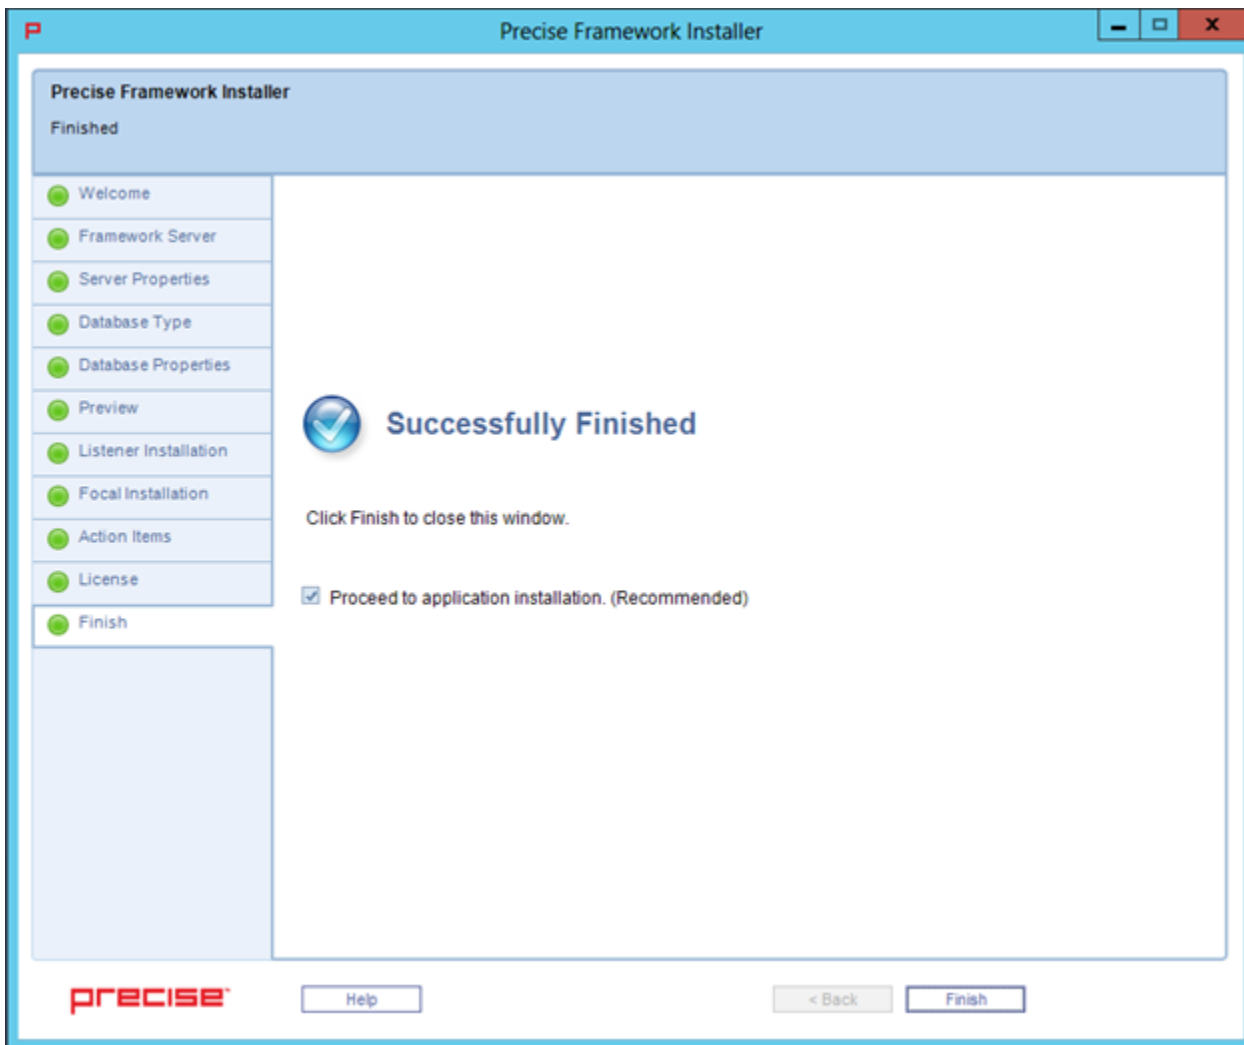 P
Precise Framework Installer
X
Precise Framework Installer
Finished
Welcome
Framework Server
Server Properties
Database Type
Database Properties
Preview
Listener Installation
Focal Installation
Action Items
License
Finish
Successfully Finished
Click Finish to close this window.
Proceed to application installation. (Recommended)
precise
Help
< Back
Finish